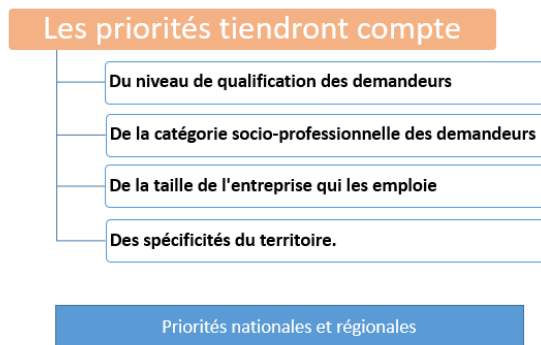 Les priorités tiendront compte
Du niveau de qualification des demandeurs
De la catégorie socio-professionnelle des demandeurs
De la taille de l'entreprise qui les emploie
Des spécificités du territoire.
Priorités nationales et régionales